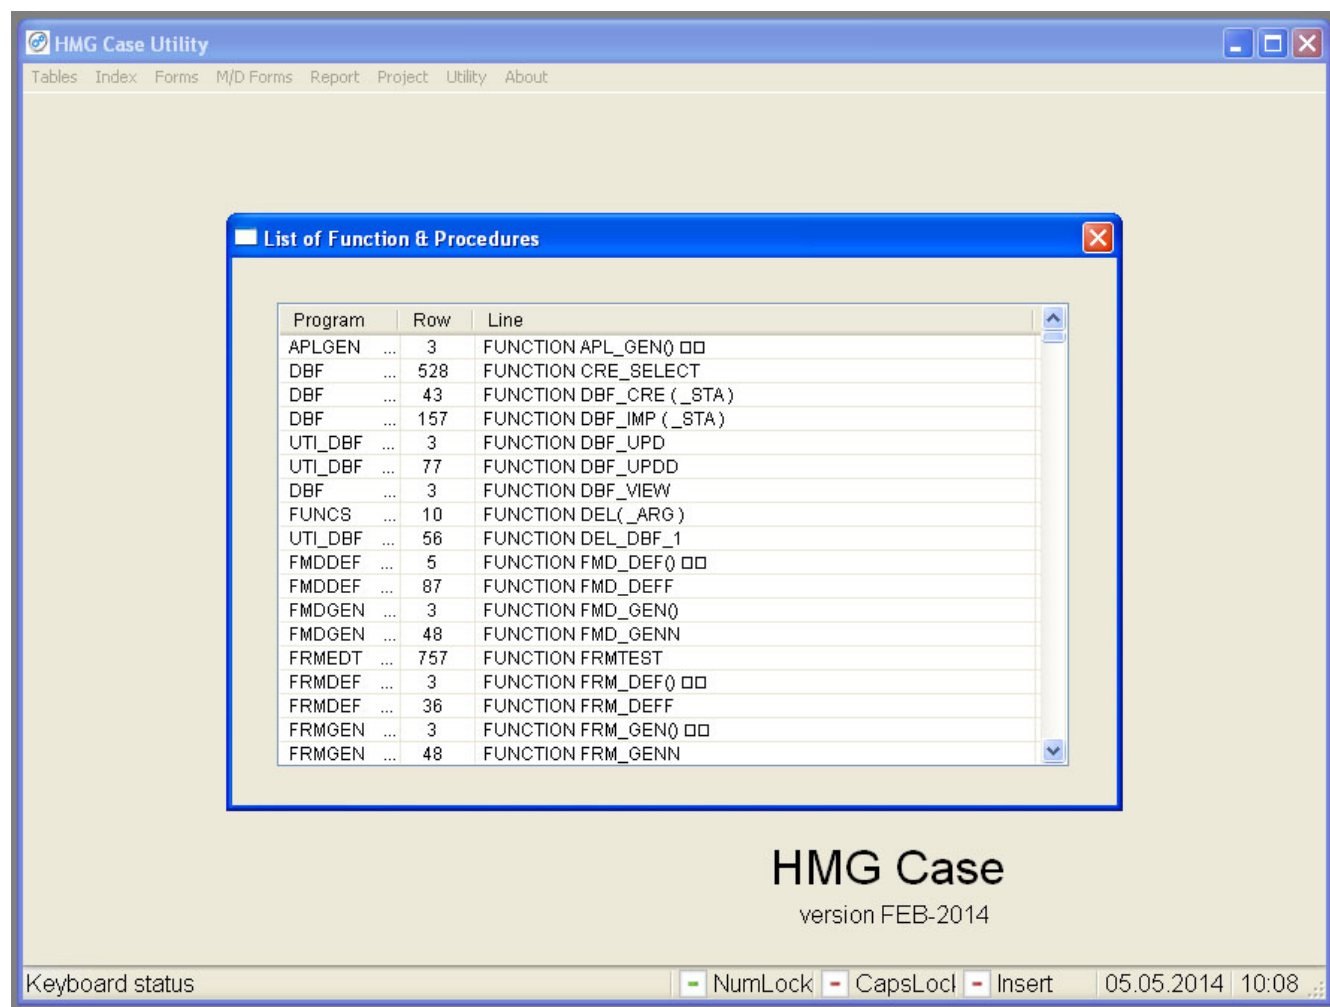 HMG Case Utility
Tables Index Forms M/D Forms Report Project Utility About
List of Function & Procedures
Program Row Line
APLGEN ... 3 FUNCTION APL_GEN() □□
DBF ... 528 FUNCTION CRE_SELECT
DBF ... 43 FUNCTION DBF_CRE ( _STA )
DBF ... 157 FUNCTION DBF_IMP ( _STA )
UTI_DBF ... 3 FUNCTION DBF_UPD
UTI_DBF ... 77 FUNCTION DBF_UPDD
DBF ... 3 FUNCTION DBF_VIEW
FUNCS ... 10 FUNCTION DEL( _ARG )
UTI_DBF ... 56 FUNCTION DEL_DBF_1
FMDDEF ... 5 FUNCTION FMD_DEF() □□
FMDDEF ... 87 FUNCTION FMD_DEFF
FMDGEN ... 3 FUNCTION FMD_GEN()
FMDGEN ... 48 FUNCTION FMD_GENN
FRMEDT ... 757 FUNCTION FRMTEST
FRMDEF ... 3 FUNCTION FRM_DEF() □□
FRMDEF ... 36 FUNCTION FRM_DEFF
FRMGEN ... 3 FUNCTION FRM_GEN() □□
FRMGEN ... 48 FUNCTION FRM_GENN
HMG Case
version FEB-2014
Keyboard status NumLock CapsLocl Insert 05.05.2014 10:08